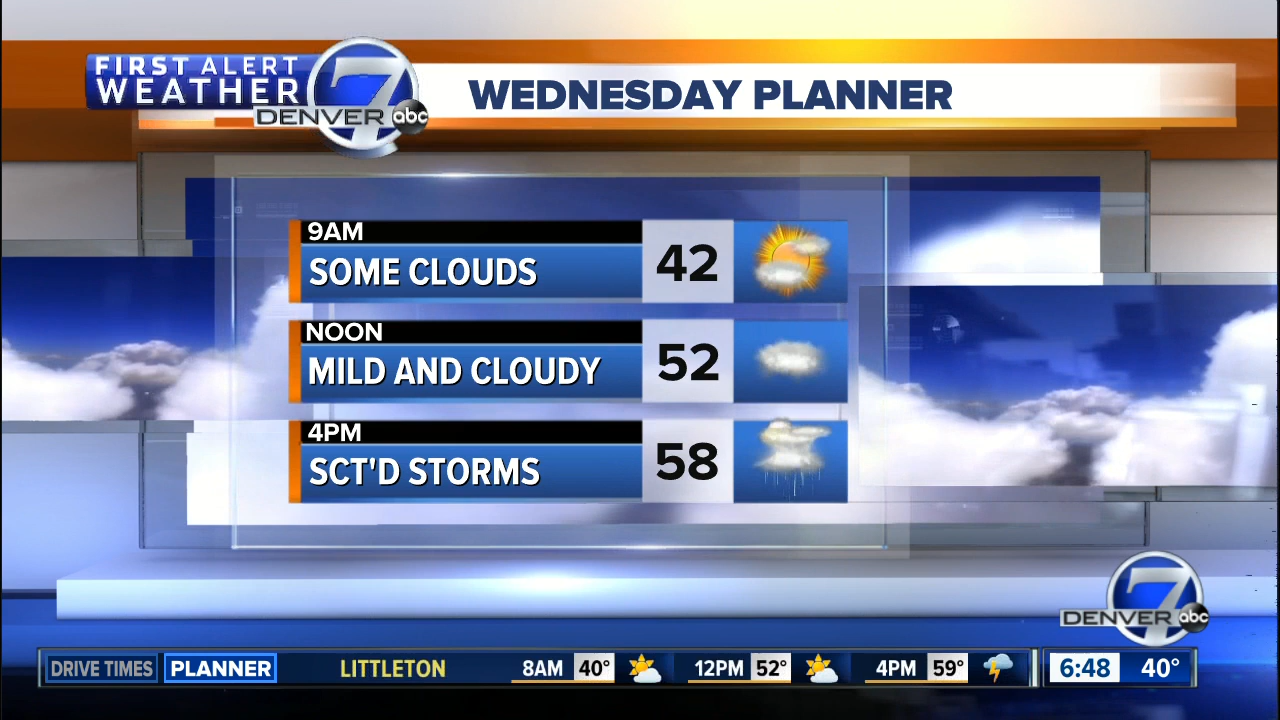 FIRST ALERT
WEATHER
7
DENVER abc
WEDNESDAY PLANNER
9AM
SOME CLOUDS
42
NOON
MILD AND CLOUDY
52
4PM
SCT'D STORMS
58
7
DENVER abc
DRIVE TIMES PLANNER LITTLETON 8AM 40° 12PM 52° 4PM 59° 6:48 40°